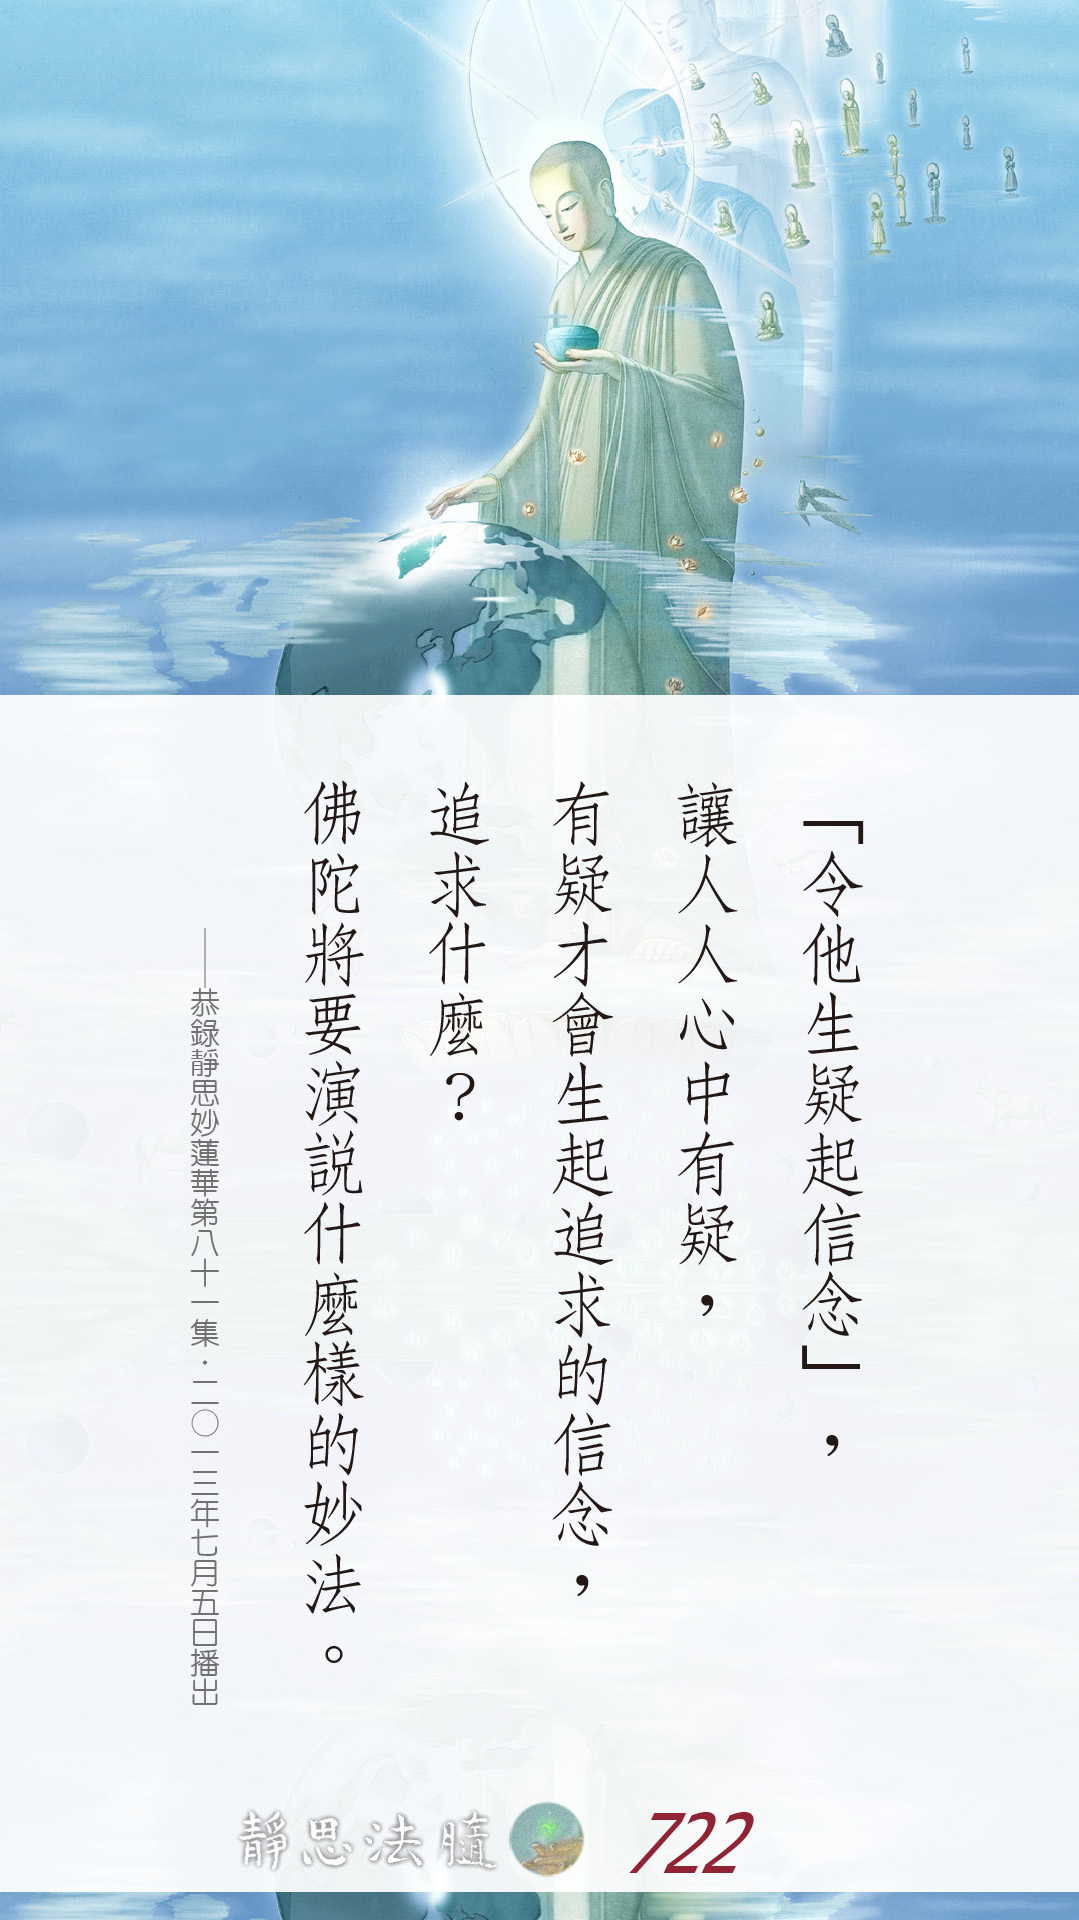 「令他生疑起信念」，
讓人人心中有疑，
有疑才會生起追求的信念，
追求什麼？
佛陀將要演說什麼樣的妙法。
——恭錄靜思妙蓮華第八十一集．二〇一三年七月五日播出
靜思法髓 722